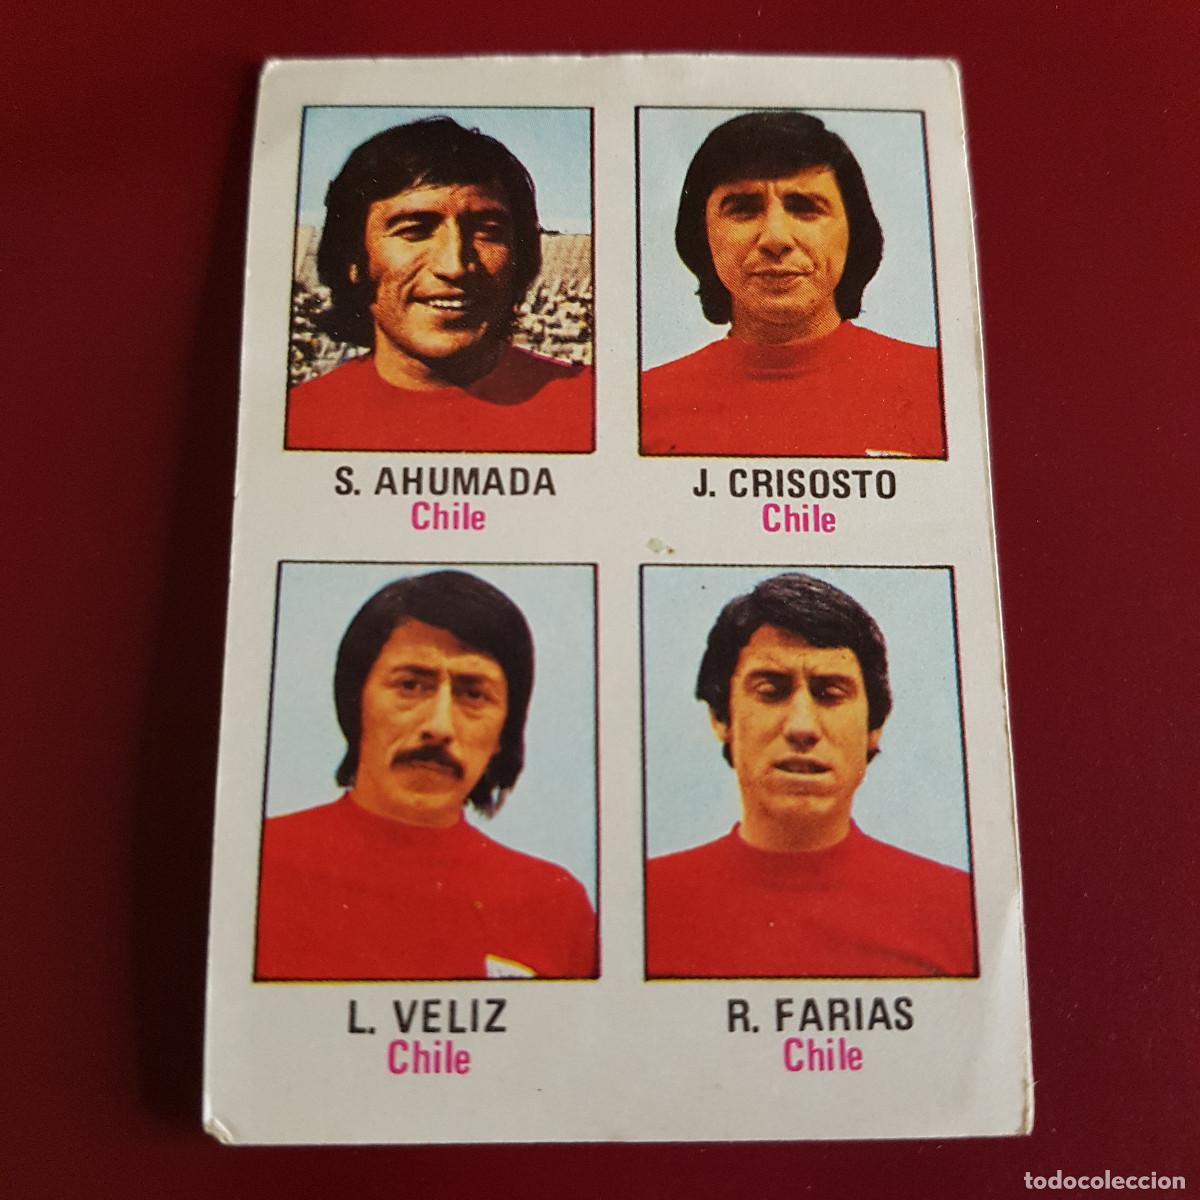 S. AHUMADA
Chile
J. CRISOSTO
Chile
L. VELIZ
Chile
R. FARIAS
Chile
todocoleccion